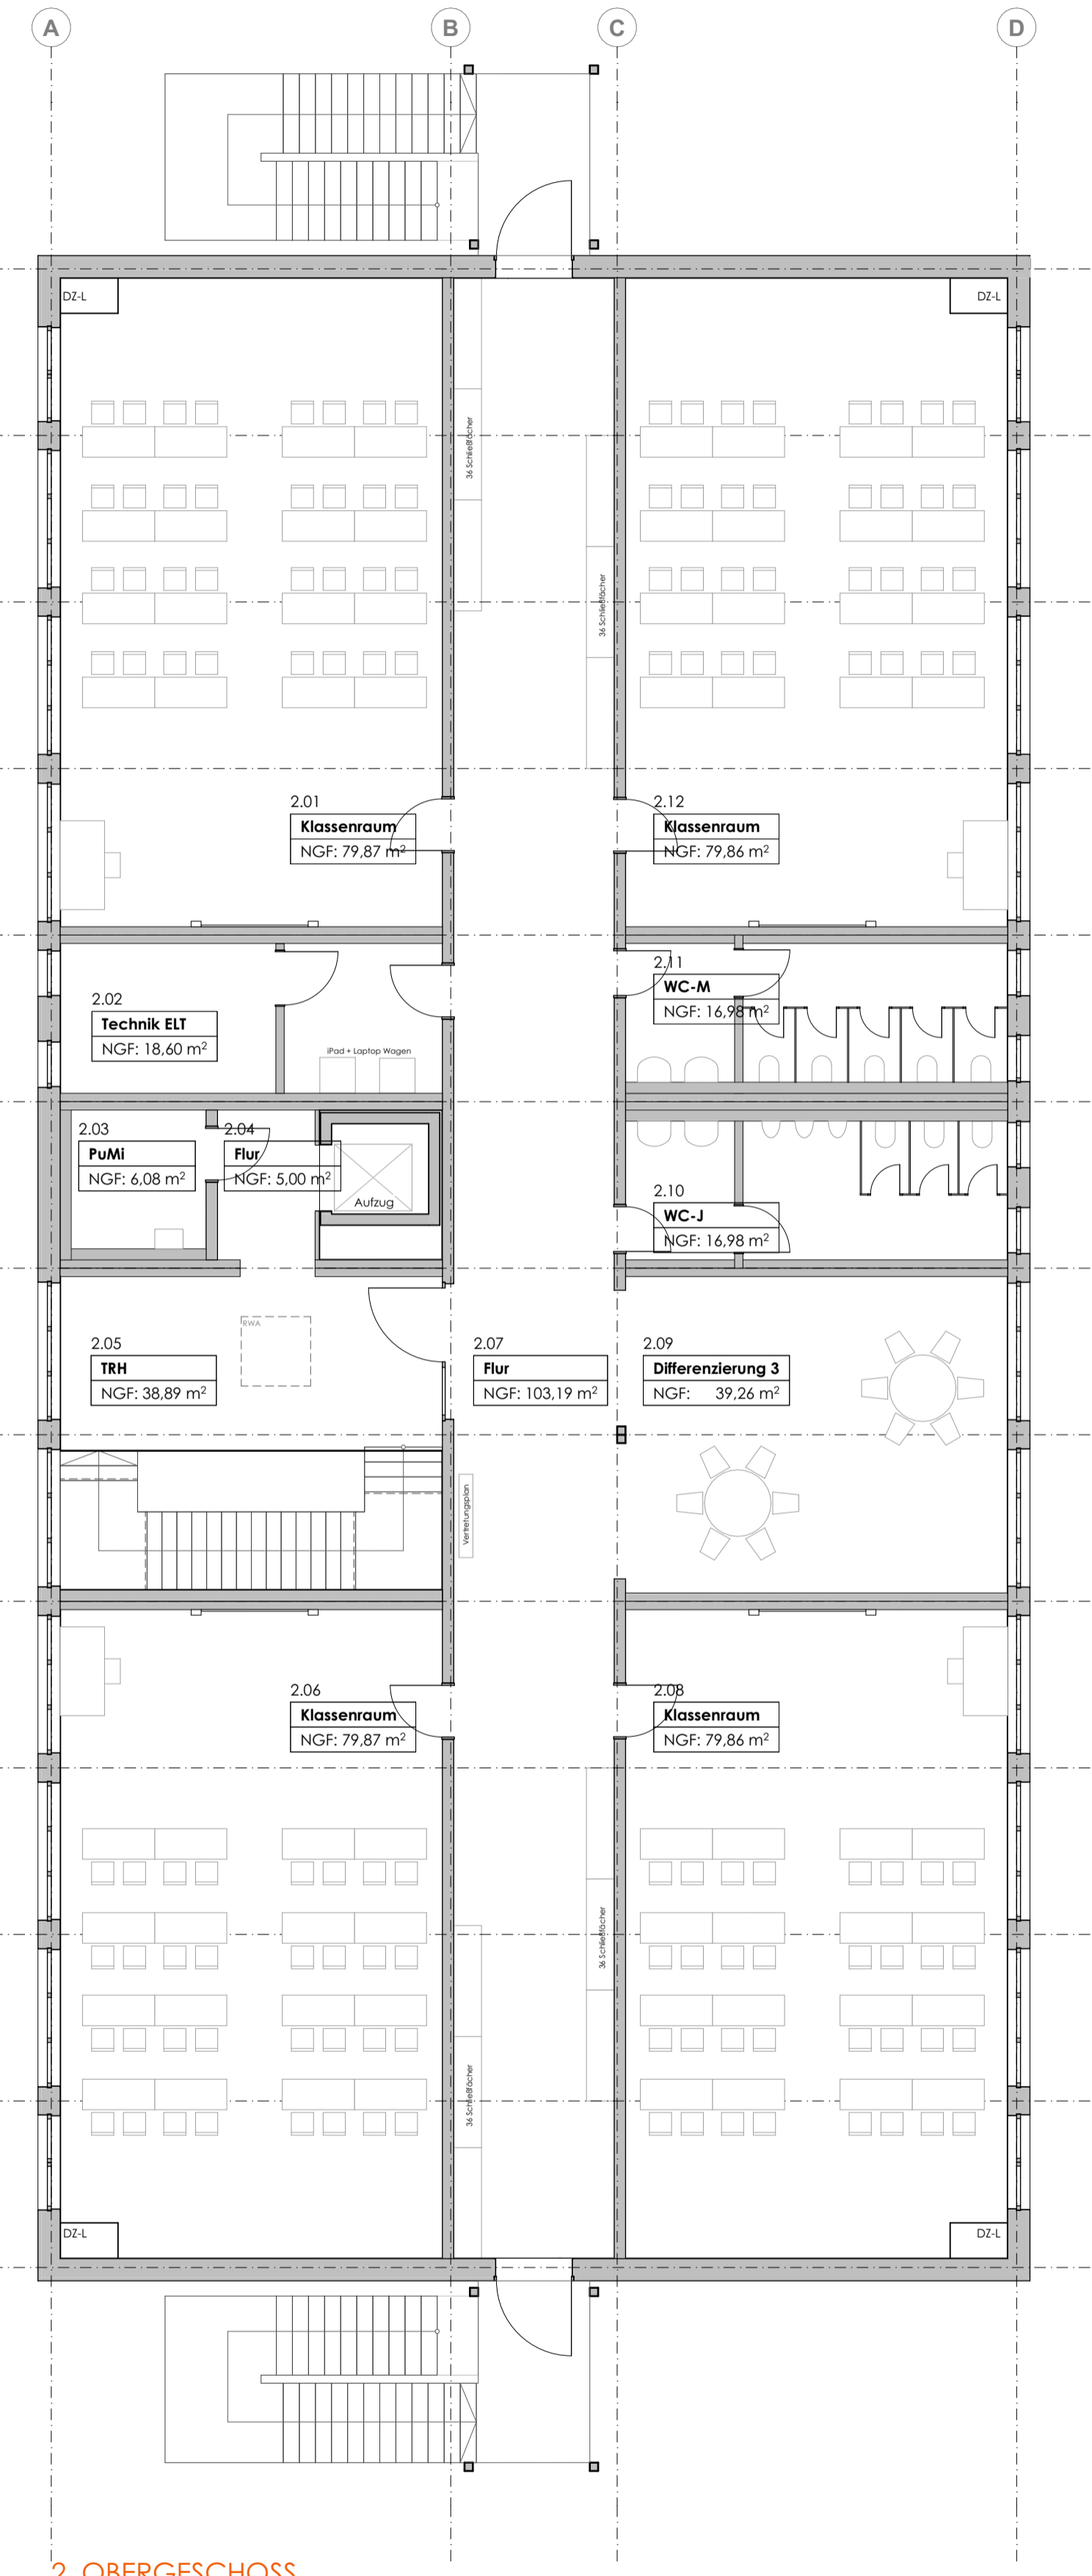 A B C D
DZ-L
DZ-L
36 Schließfächer
36 Schließfächer
2.01
Klassenraum
NGF: 79,87 m²
2.12
Klassenraum
NGF: 79,86 m²
2.02
Technik ELT
NGF: 18,60 m²
iPad + Laptop Wagen
2.11
WC-M
NGF: 16,98 m²
2.03
PuMi
NGF: 6,08 m²
2.04
Flur
NGF: 5,00 m²
Aufzug
2.10
WC-J
NGF: 16,98 m²
RWA
2.05
TRH
NGF: 38,89 m²
2.07
Flur
NGF: 103,19 m²
2.09
Differenzierung 3
NGF: 39,26 m²
Vertretungsplan
2.06
Klassenraum
NGF: 79,87 m²
2.08
Klassenraum
NGF: 79,86 m²
36 Schließfächer
36 Schließfächer
DZ-L
DZ-L
2. OBERGESCHOSS